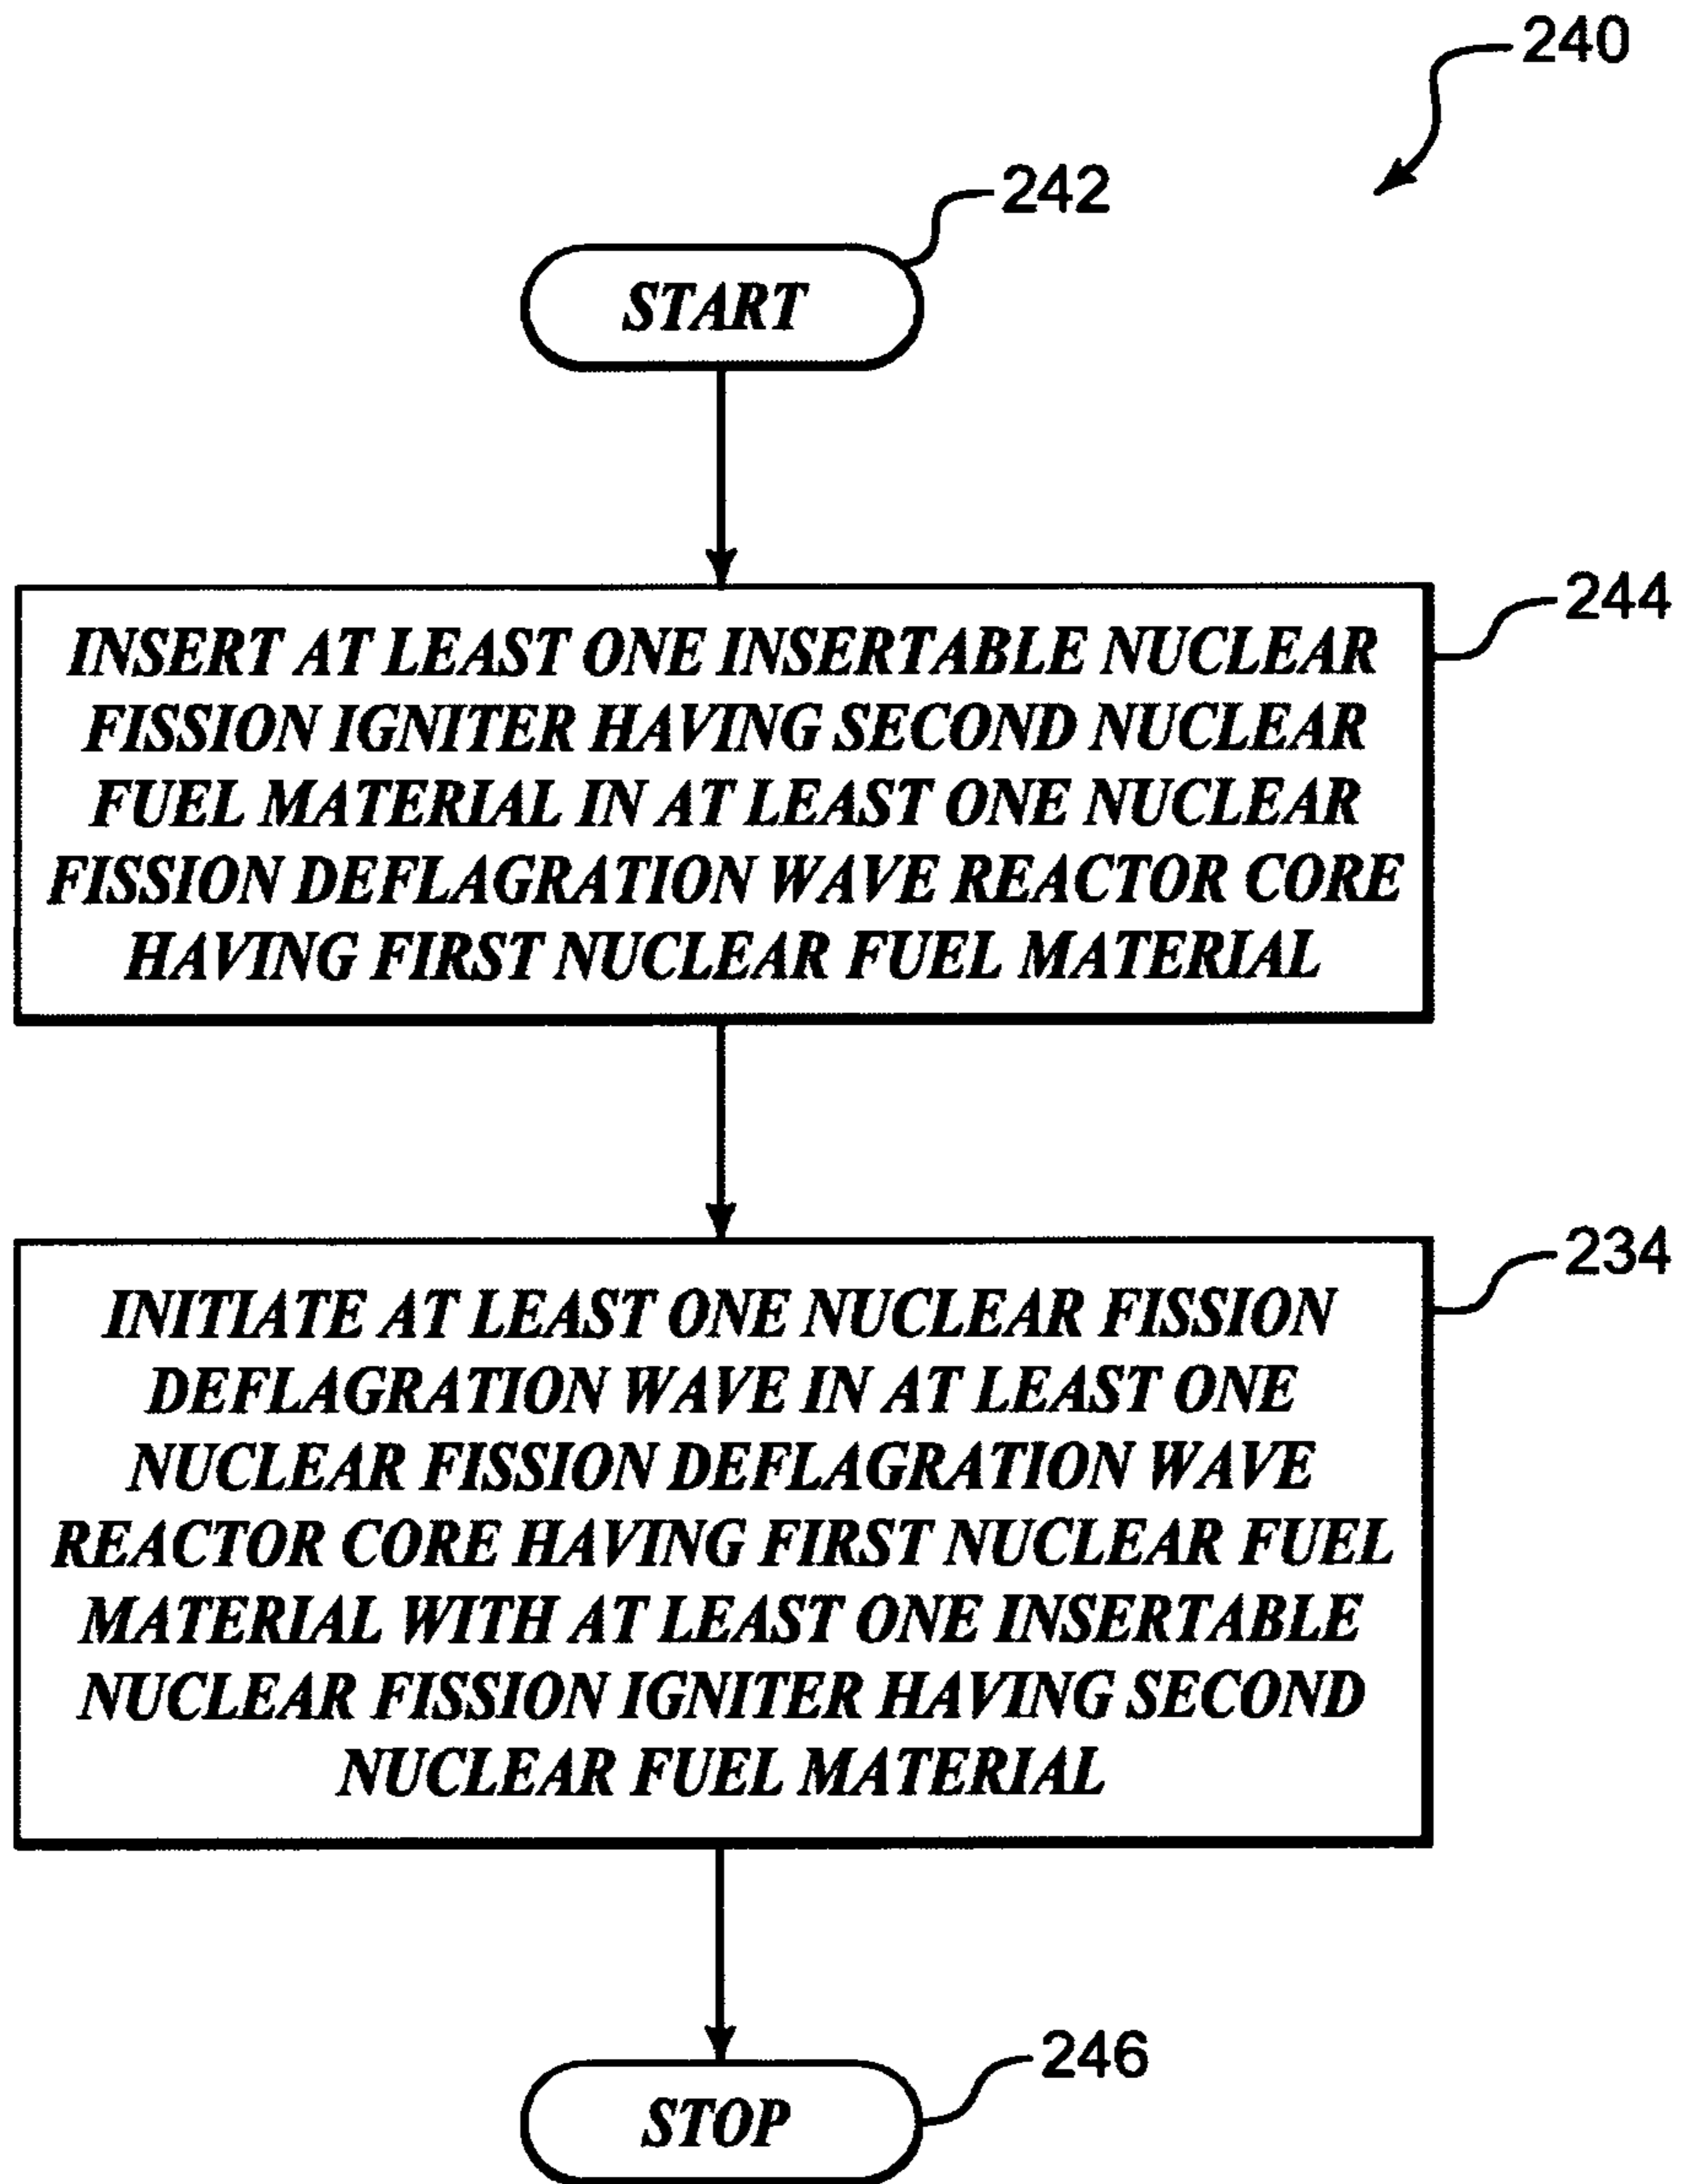 240
242
START
244
INSERT AT LEAST ONE INSERTABLE NUCLEAR
FISSION IGNITER HAVING SECOND NUCLEAR
FUEL MATERIAL IN AT LEAST ONE NUCLEAR
FISSION DEFLAGRATION WAVE REACTOR CORE
HAVING FIRST NUCLEAR FUEL MATERIAL
234
INITIATE AT LEAST ONE NUCLEAR FISSION
DEFLAGRATION WAVE IN AT LEAST ONE
NUCLEAR FISSION DEFLAGRATION WAVE
REACTOR CORE HAVING FIRST NUCLEAR FUEL
MATERIAL WITH AT LEAST ONE INSERTABLE
NUCLEAR FISSION IGNITER HAVING SECOND
NUCLEAR FUEL MATERIAL
246
STOP